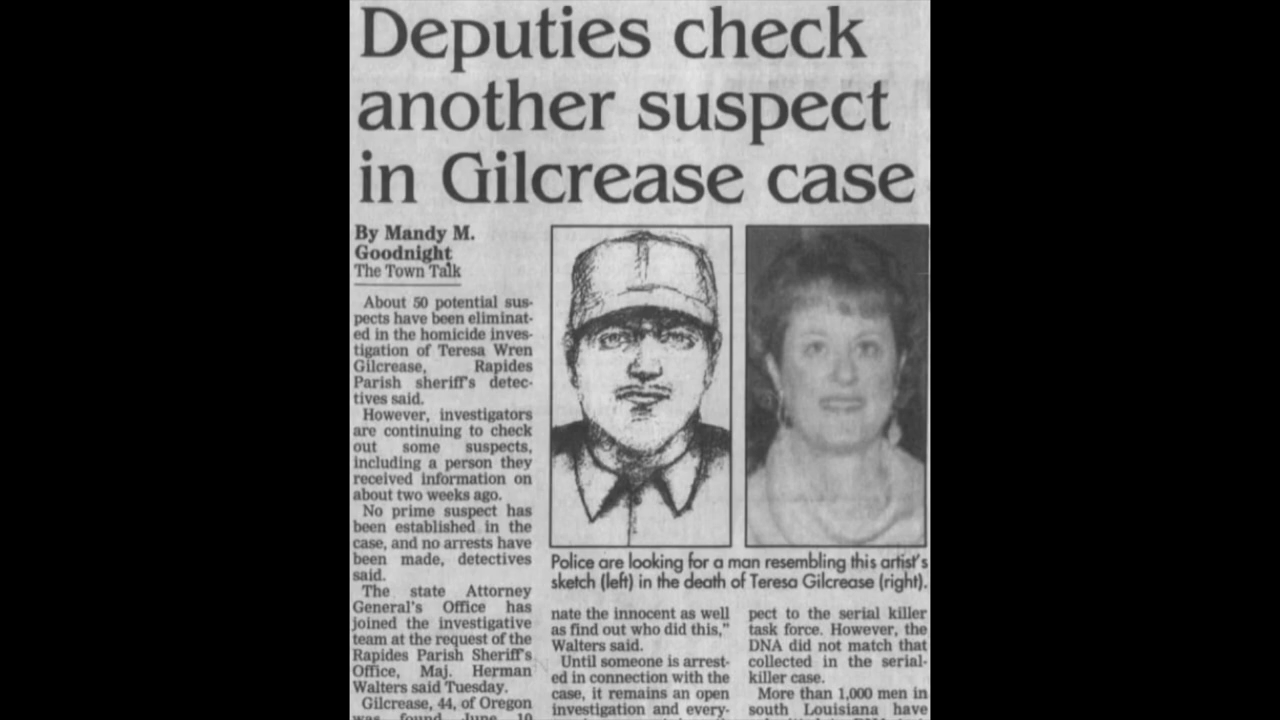 Deputies check
another suspect
in Gilcrease case
By Mandy M.
Goodnight
The Town Talk
About 50 potential sus-
pects have been eliminat-
ed in the homicide inves-
tigation of Teresa Wren
Gilcrease, Rapides
Parish sheriff's detec-
tives said.
However, investigators
are continuing to check
out some suspects,
including a person they
received information on
about two weeks ago.
No prime suspect has
been established in the
case, and no arrests have
been made, detectives
said.
The state Attorney
General's Office has
joined the investigative
team at the request of the
Rapides Parish Sheriff's
Office, Maj. Herman
Walters said Tuesday.
Gilcrease, 44, of Oregon
was found June 10
Police are looking for a man resembling this artist's
sketch (left) in the death of Teresa Gilcrease (right).
nate the innocent as well
as find out who did this,"
Walters said.
Until someone is arrest-
ed in connection with the
case, it remains an open
investigation and every-
pect to the serial killer
task force. However, the
DNA did not match that
collected in the serial-
killer case.
More than 1,000 men in
south Louisiana have